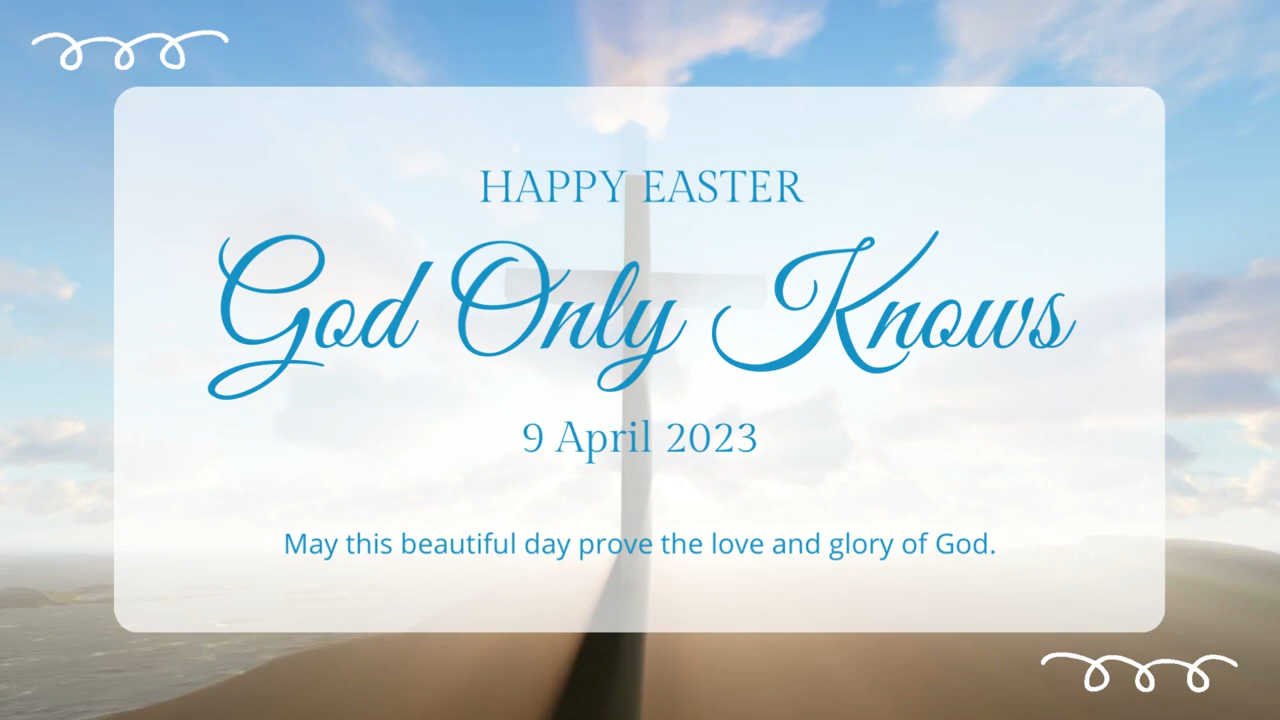 HAPPY EASTER
God Only Knows
9 April 2023
May this beautiful day prove the love and glory of God.